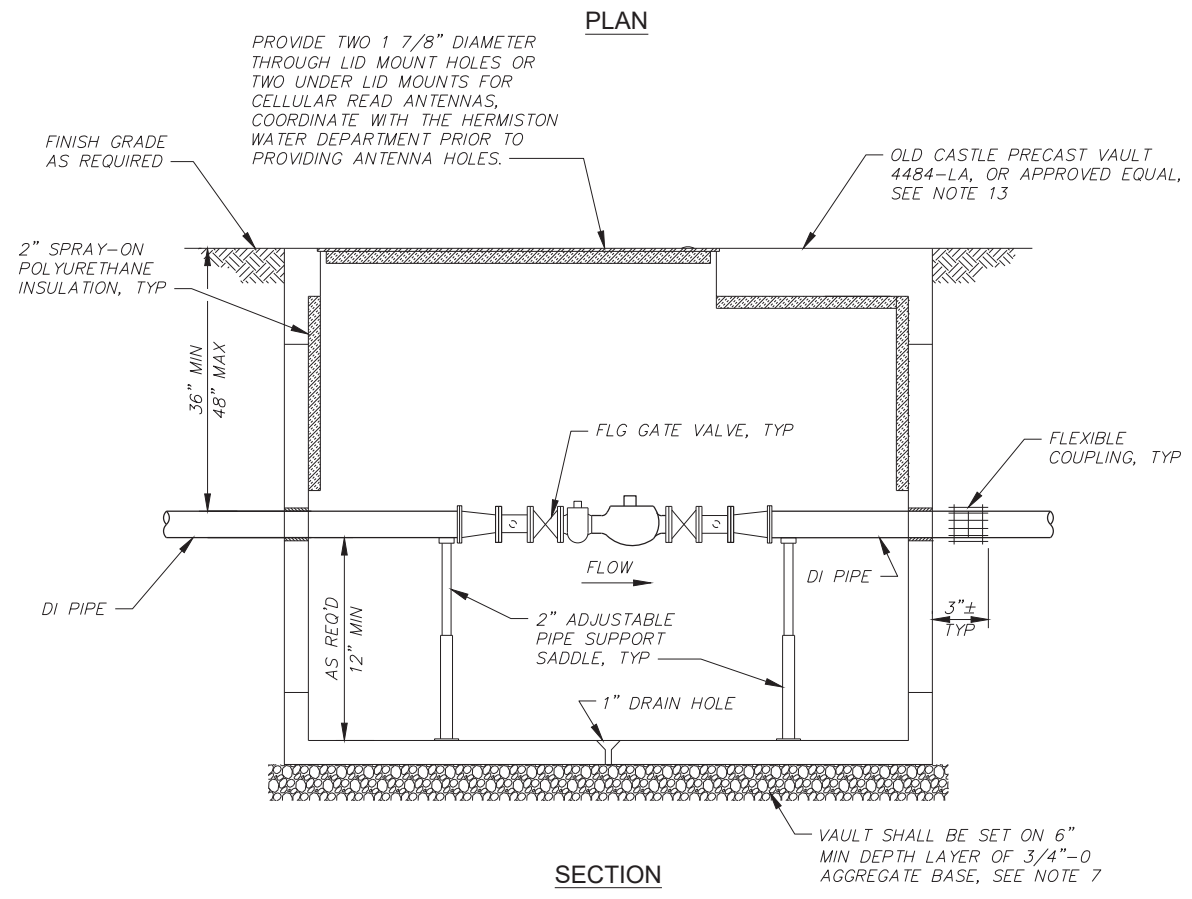 PLAN
PROVIDE TWO 1 7/8” DIAMETER
THROUGH LID MOUNT HOLES OR
TWO UNDER LID MOUNTS FOR
CELLULAR READ ANTENNAS,
COORDINATE WITH THE HERMISTON
WATER DEPARTMENT PRIOR TO
PROVIDING ANTENNA HOLES.
FINISH GRADE
AS REQUIRED
OLD CASTLE PRECAST VAULT
4484-LA, OR APPROVED EQUAL,
SEE NOTE 13
2” SPRAY-ON
POLYURETHANE
INSULATION, TYP
36” MIN
48” MAX
FLG GATE VALVE, TYP
FLEXIBLE
COUPLING, TYP
FLOW
DI PIPE
DI PIPE
3”±
TYP
AS REQ’D
12” MIN
2” ADJUSTABLE
PIPE SUPPORT
SADDLE, TYP
1” DRAIN HOLE
VAULT SHALL BE SET ON 6”
MIN DEPTH LAYER OF 3/4”-0
AGGREGATE BASE, SEE NOTE 7
SECTION